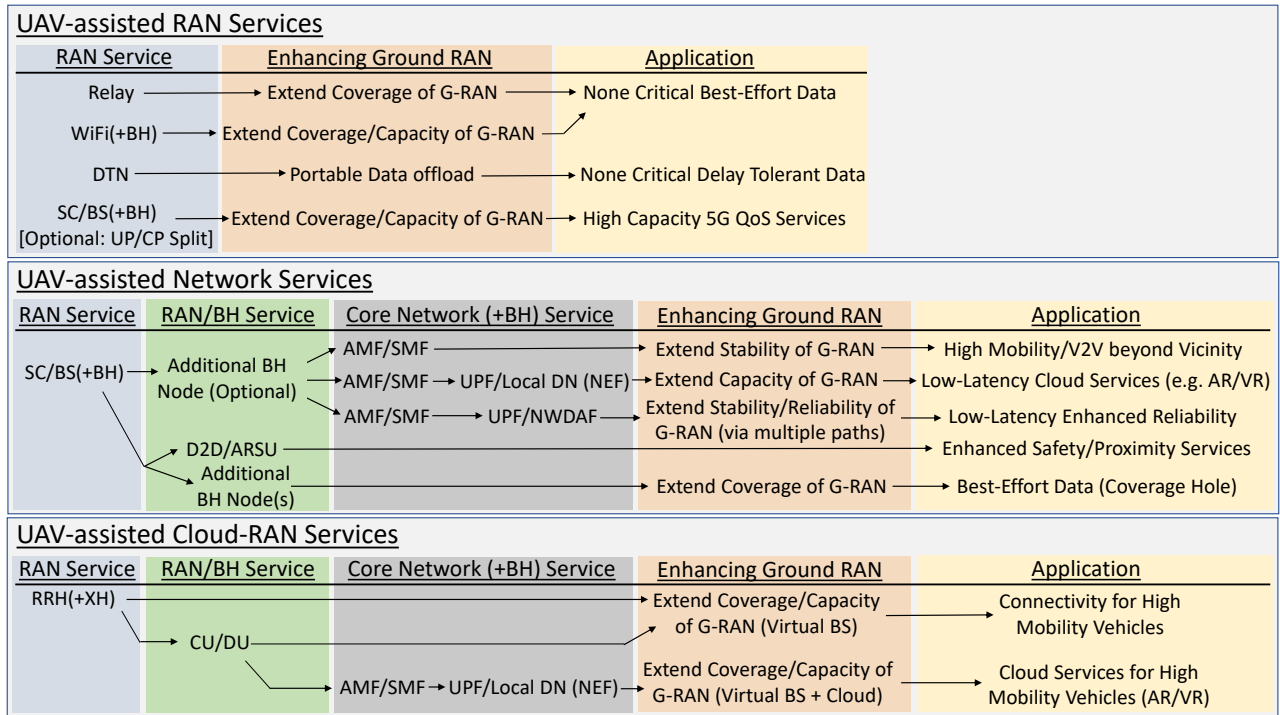 UAV-assisted RAN Services
RAN Service Enhancing Ground RAN Application
Relay Extend Coverage of G-RAN None Critical Best-Effort Data
WiFi(+BH) Extend Coverage/Capacity of G-RAN
DTN Portable Data offload None Critical Delay Tolerant Data
SC/BS(+BH) Extend Coverage/Capacity of G-RAN High Capacity 5G QoS Services
[Optional: UP/CP Split]
UAV-assisted Network Services
RAN Service RAN/BH Service Core Network (+BH) Service Enhancing Ground RAN Application
AMF/SMF Extend Stability of G-RAN High Mobility/V2V beyond Vicinity
SC/BS(+BH) Additional BH
Node (Optional) AMF/SMF UPF/Local DN (NEF) Extend Capacity of G-RAN Low-Latency Cloud Services (e.g. AR/VR)
AMF/SMF UPF/NWDAF Extend Stability/Reliability of
G-RAN (via multiple paths) Low-Latency Enhanced Reliability
D2D/ARSU Enhanced Safety/Proximity Services
Additional
BH Node(s) Extend Coverage of G-RAN Best-Effort Data (Coverage Hole)
UAV-assisted Cloud-RAN Services
RAN Service RAN/BH Service Core Network (+BH) Service Enhancing Ground RAN Application
RRH(+XH) Extend Coverage/Capacity Connectivity for High
of G-RAN (Virtual BS) Mobility Vehicles
CU/DU
AMF/SMF UPF/Local DN (NEF) Extend Coverage/Capacity of Cloud Services for High
G-RAN (Virtual BS + Cloud) Mobility Vehicles (AR/VR)